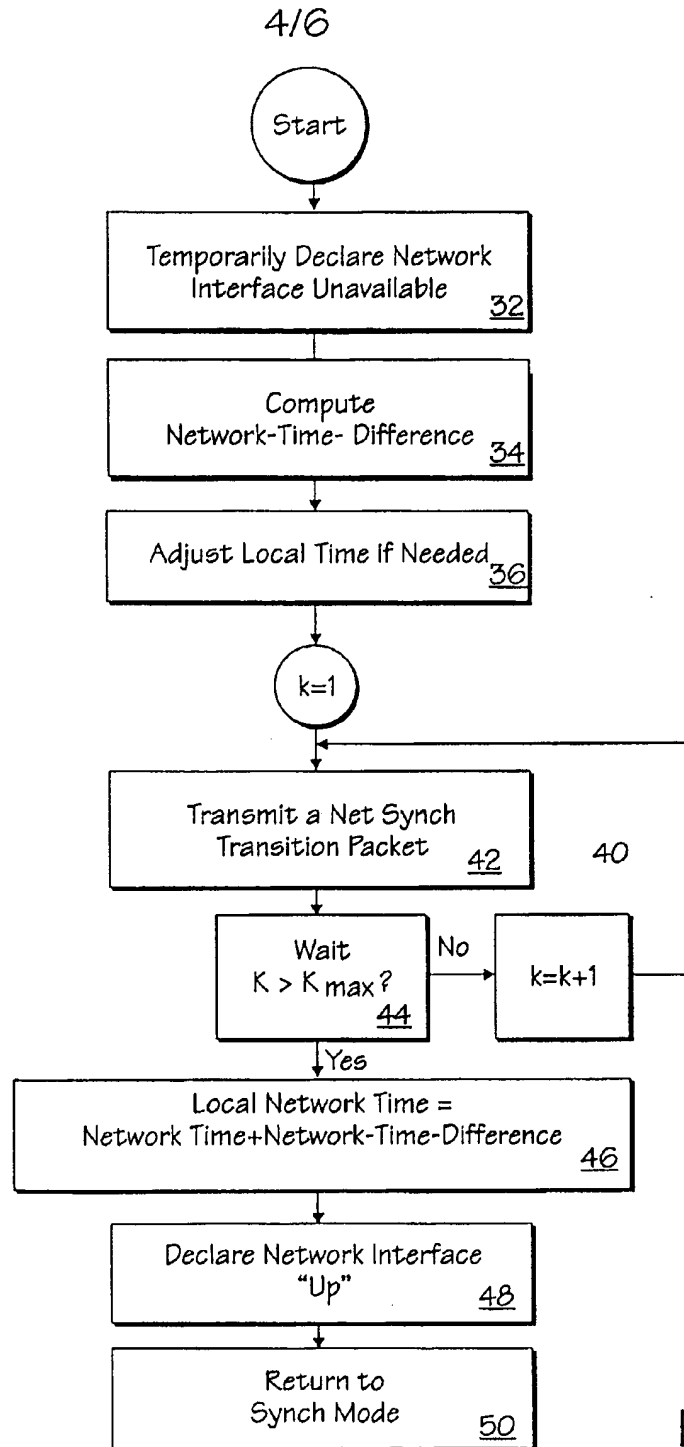 4/6
Start
Temporarily Declare Network
Interface Unavailable
32
Compute
Network-Time- Difference
34
Adjust Local Time if Needed
36
k=1
Transmit a Net Synch
Transition Packet
42
40
Wait
K > K max?
44
No
k=k+1
Yes
Local Network Time =
Network Time+Network-Time-Difference
46
Declare Network Interface
"Up"
48
Return to
Synch Mode
50